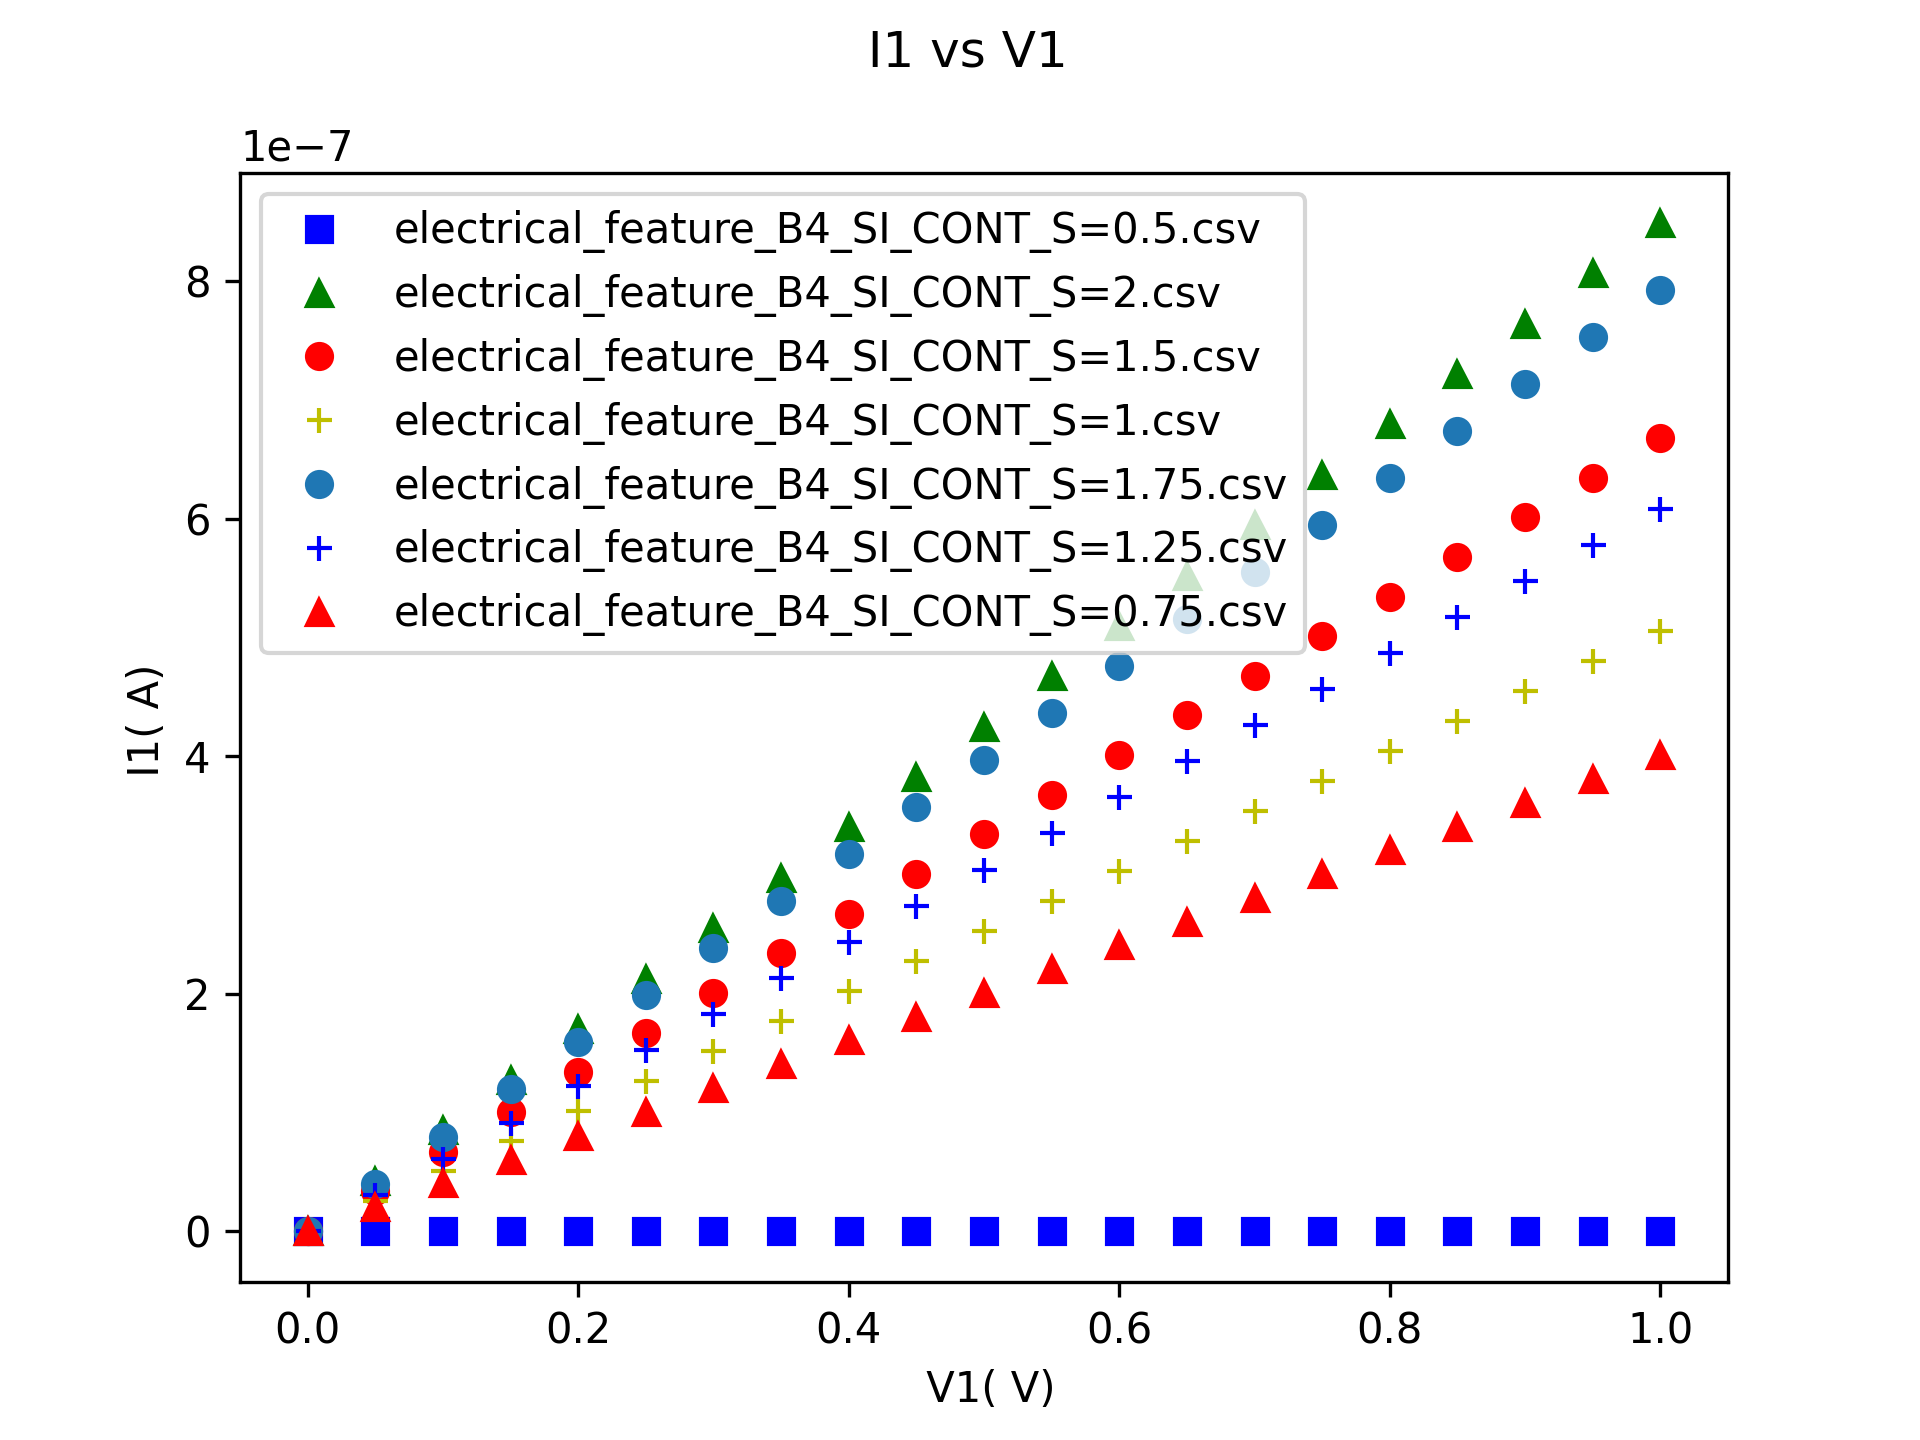 I1 vs V1
1e−7
electrical_feature_B4_SI_CONT_S=0.5.csv
electrical_feature_B4_SI_CONT_S=2.csv
electrical_feature_B4_SI_CONT_S=1.5.csv
electrical_feature_B4_SI_CONT_S=1.csv
electrical_feature_B4_SI_CONT_S=1.75.csv
electrical_feature_B4_SI_CONT_S=1.25.csv
electrical_feature_B4_SI_CONT_S=0.75.csv
8
6
4
2
0
I1( A)
0.0 0.2 0.4 0.6 0.8 1.0
V1( V)